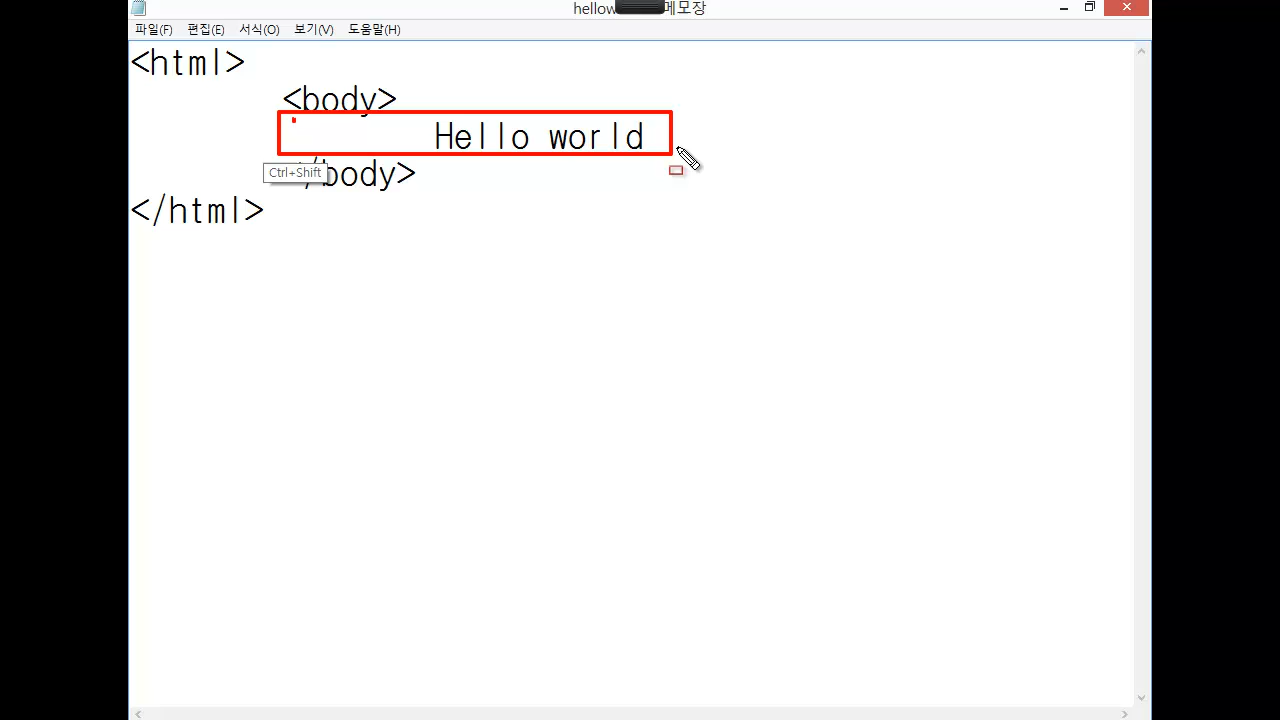 메모장
파일(F) 편집(E) 서식(O) 보기(V) 도움말(H)
<html>
<body>
Hello world
Ctrl+Shift
/body>
</html>